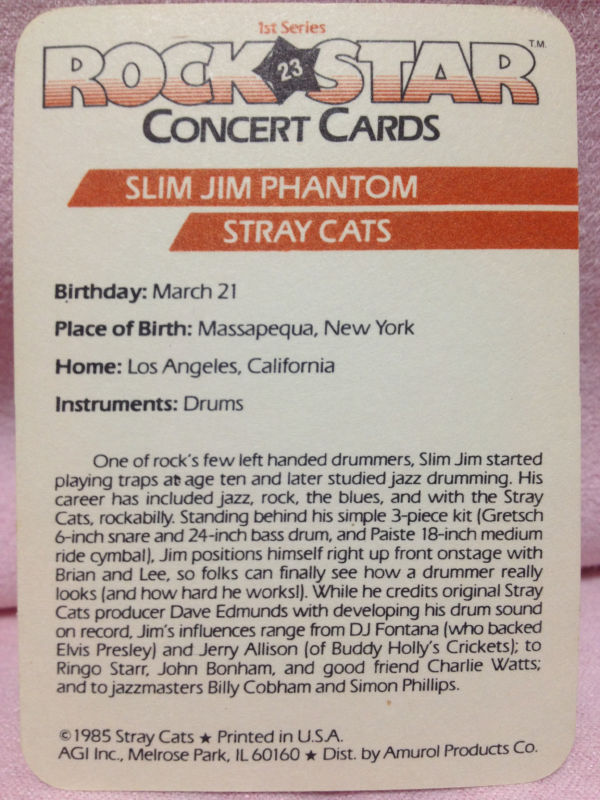 1st Series
ROCK 23 STAR T.M.
CONCERT CARDS
SLIM JIM PHANTOM
STRAY CATS
Birthday: March 21
Place of Birth: Massapequa, New York
Home: Los Angeles, California
Instruments: Drums
One of rock's few left handed drummers, Slim Jim started
playing traps at age ten and later studied jazz drumming. His
career has included jazz, rock, the blues, and with the Stray
Cats, rockabilly. Standing behind his simple 3-piece kit (Gretsch
6-inch snare and 24-inch bass drum, and Paiste 18-inch medium
ride cymbal), Jim positions himself right up front onstage with
Brian and Lee, so folks can finally see how a drummer really
looks (and how hard he works!). While he credits original Stray
Cats producer Dave Edmunds with developing his drum sound
on record, Jim's influences range from DJ Fontana (who backed
Elvis Presley) and Jerry Allison (of Buddy Holly's Crickets); to
Ringo Starr, John Bonham, and good friend Charlie Watts;
and to jazzmasters Billy Cobham and Simon Phillips.
©1985 Stray Cats ★ Printed in U.S.A.
AGI Inc., Melrose Park, IL 60160 ★ Dist. by Amurol Products Co.